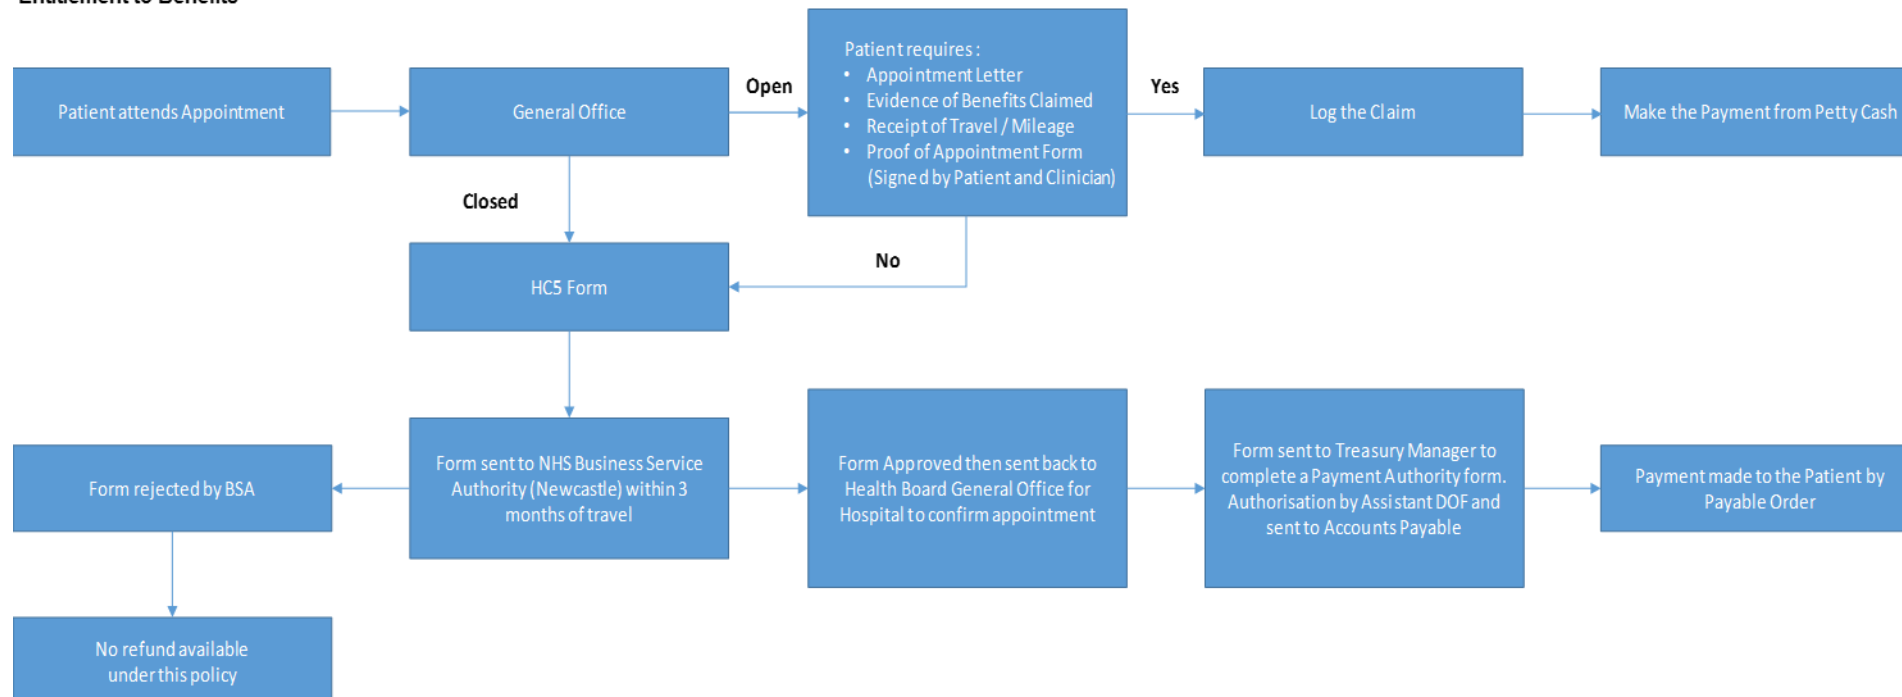 Entitlement to Benefits
Patient attends Appointment
General Office
Open
Patient requires :
• Appointment Letter
• Evidence of Benefits Claimed
• Receipt of Travel / Mileage
• Proof of Appointment Form
(Signed by Patient and Clinician)
Yes
Log the Claim
Make the Payment from Petty Cash
Closed
No
HC5 Form
Form rejected by BSA
Form sent to NHS Business Service
Authority (Newcastle) within 3
months of travel
Form Approved then sent back to
Health Board General Office for
Hospital to confirm appointment
Form sent to Treasury Manager to
complete a Payment Authority form.
Authorisation by Assistant DOF and
sent to Accounts Payable
Payment made to the Patient by
Payable Order
No refund available
under this policy